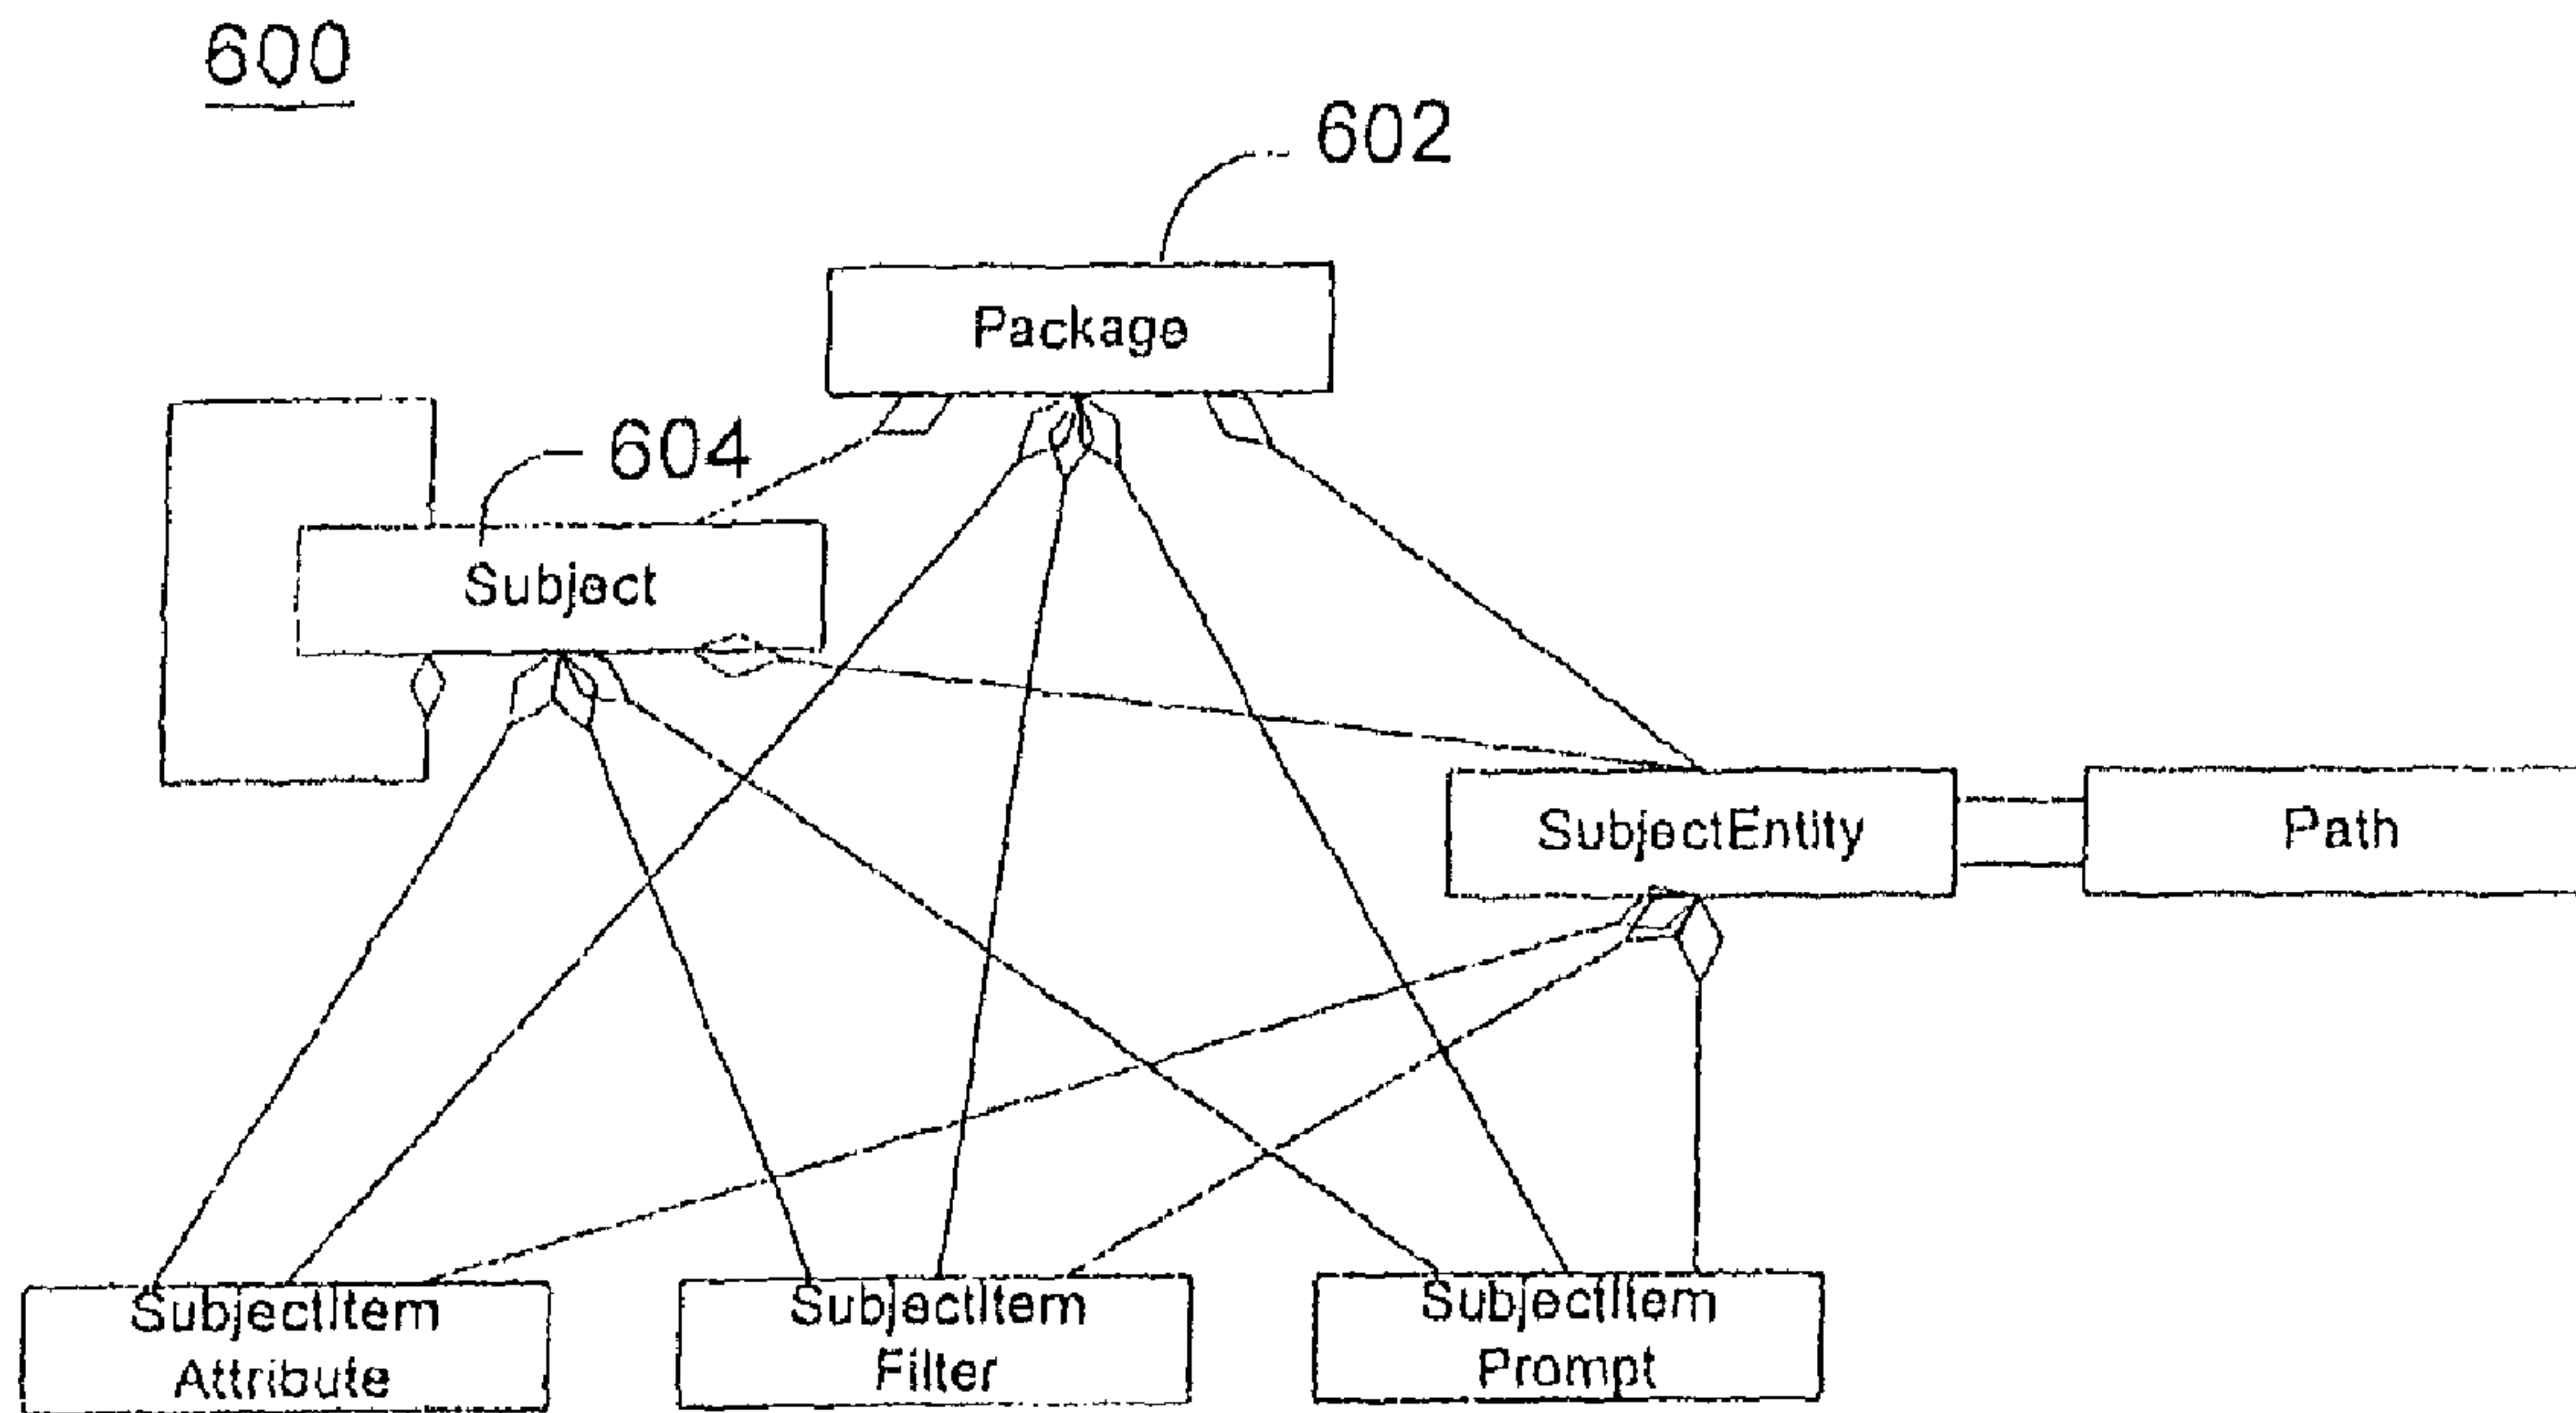 600
602
Package
604
Subject
SubjectEntity
Path
SubjectItem
Attribute
SubjectItem
Filter
SubjectItem
Prompt